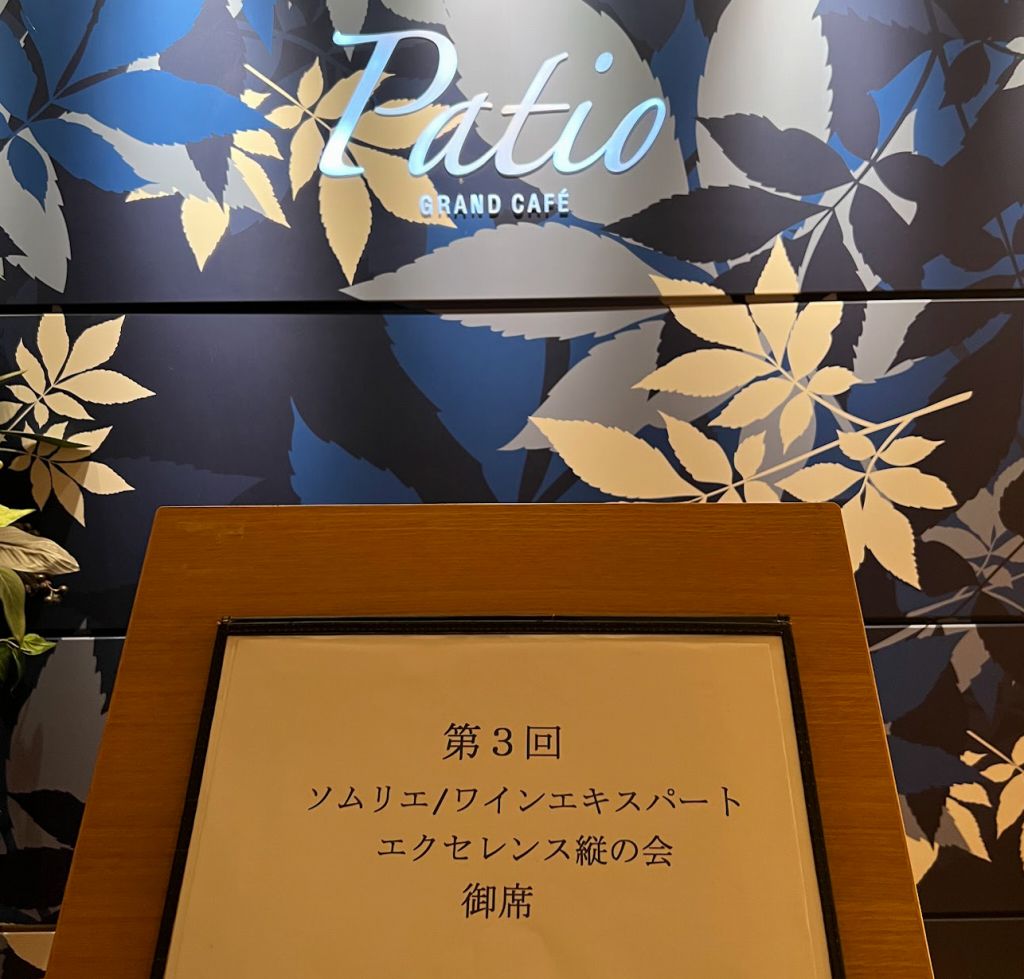 Patio
GRAND CAFÉ
第３回
ソムリエ/ワインエキスパート
エクセレンス縦の会
御席